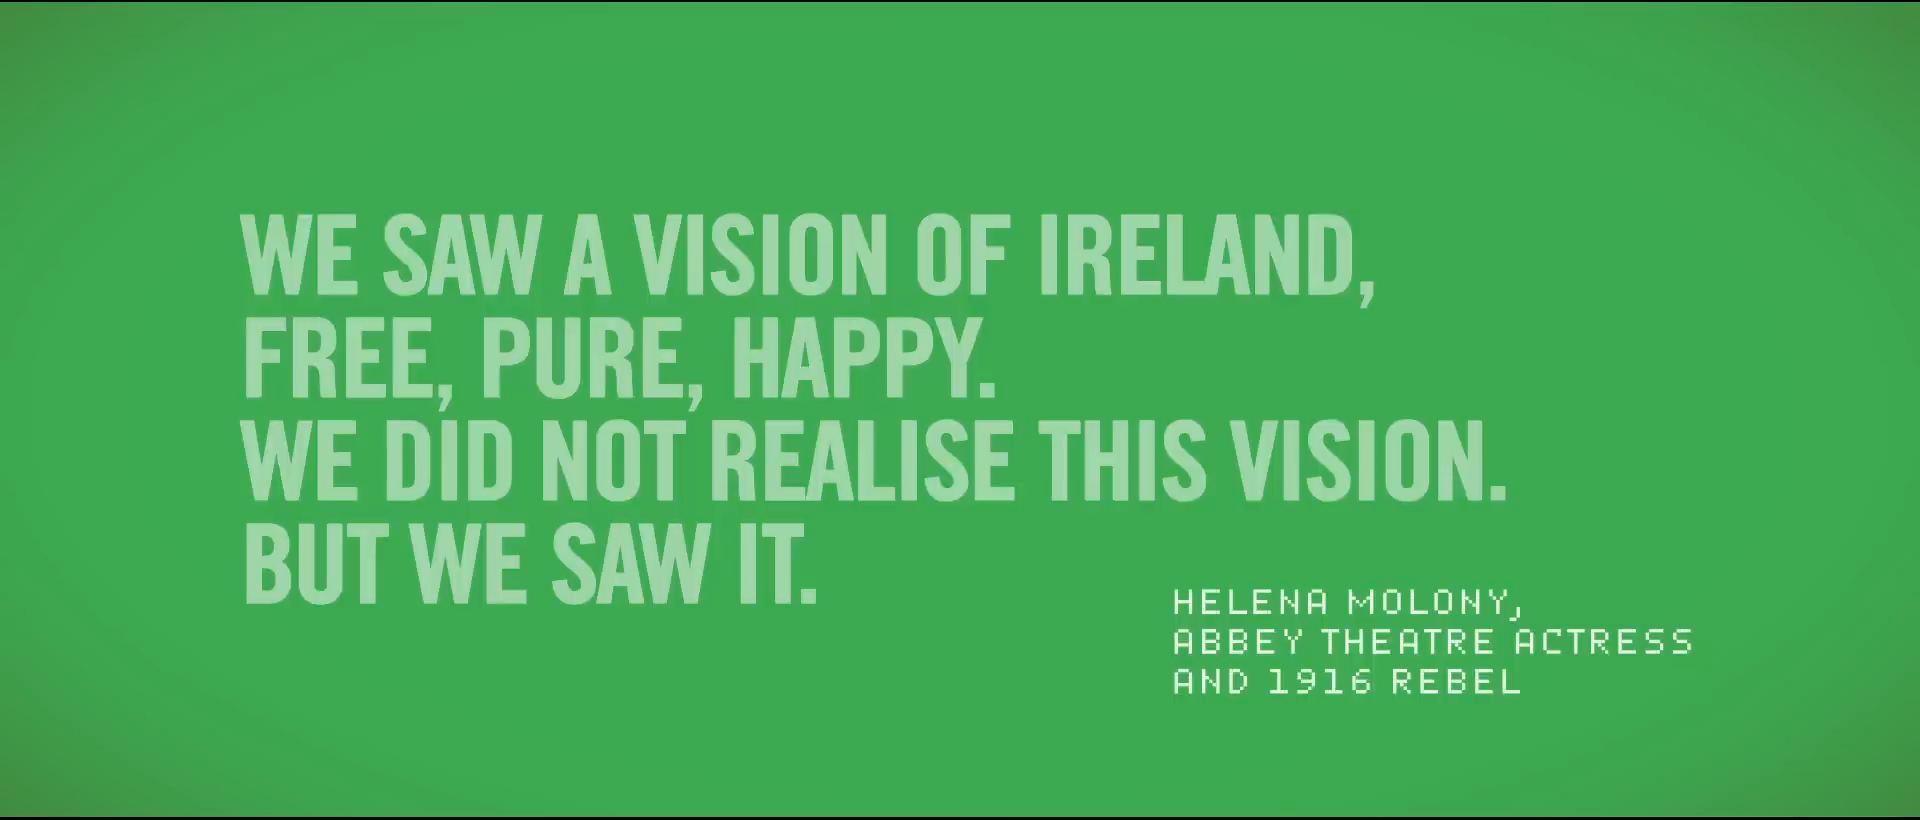 WE SAW A VISION OF IRELAND,
FREE, PURE, HAPPY.
WE DID NOT REALISE THIS VISION.
BUT WE SAW IT.
HELENA MOLONY,
ABBEY THEATRE ACTRESS
AND 1916 REBEL